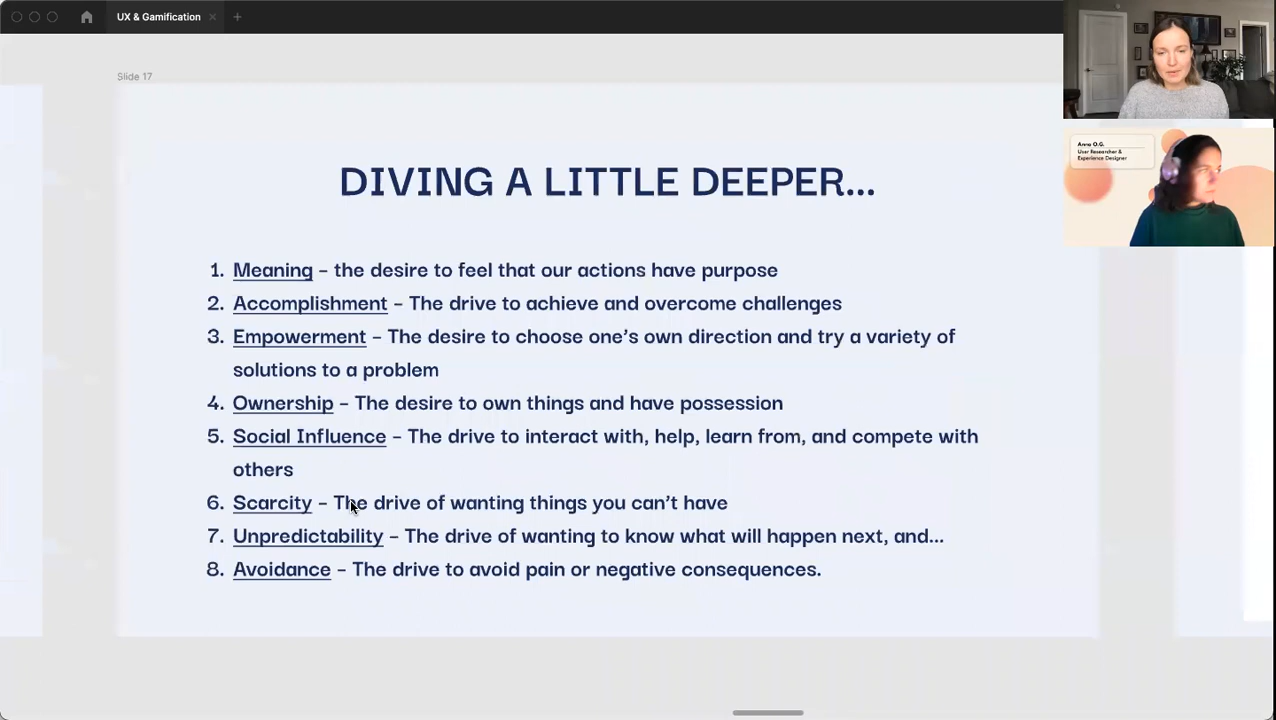 UX & Gamification
Slide 17
Anna O.G.
User Researcher &
Experience Designer
DIVING A LITTLE DEEPER...
1. Meaning – the desire to feel that our actions have purpose
2. Accomplishment – The drive to achieve and overcome challenges
3. Empowerment – The desire to choose one’s own direction and try a variety of
solutions to a problem
4. Ownership – The desire to own things and have possession
5. Social Influence – The drive to interact with, help, learn from, and compete with
others
6. Scarcity – The drive of wanting things you can’t have
7. Unpredictability – The drive of wanting to know what will happen next, and...
8. Avoidance – The drive to avoid pain or negative consequences.